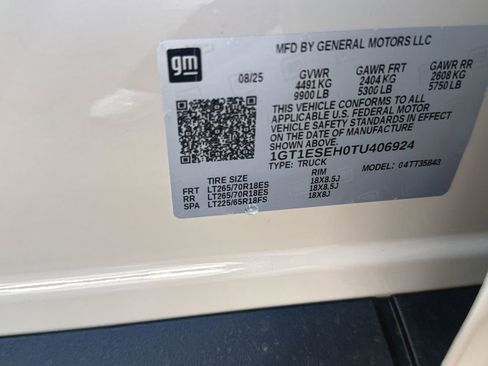 gm
MFD BY GENERAL MOTORS LLC
08/25 GVWR GAWR FRT GAWR RR
4491 KG 2404 KG 2608 KG
9900 LB 5300 LB 5750 LB
THIS VEHICLE CONFORMS TO ALL
APPLICABLE U.S. FEDERAL MOTOR
VEHICLE SAFETY STANDARDS IN EFFECT
ON THE DATE OF MANUFACTURE
SHOWN ABOVE.
1GT1ESEH0TU406924
TYPE: TRUCK MODEL: 04TT35843
TIRE SIZE RIM
FRT LT265/70R18ES 18X8.5J
RR LT265/70R18ES 18X8.5J
SPA LT225/65R18FS 18X8J